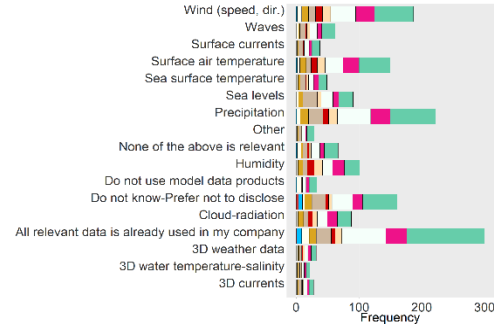 Wind (speed, dir.)
Waves
Surface currents
Surface air temperature
Sea surface temperature
Sea levels
Precipitation
Other
None of the above is relevant
Humidity
Do not use model data products
Do not know-Prefer not to disclose
Cloud-radiation
All relevant data is already used in my company
3D weather data
3D water temperature-salinity
3D currents
0 100 200 300
Frequency